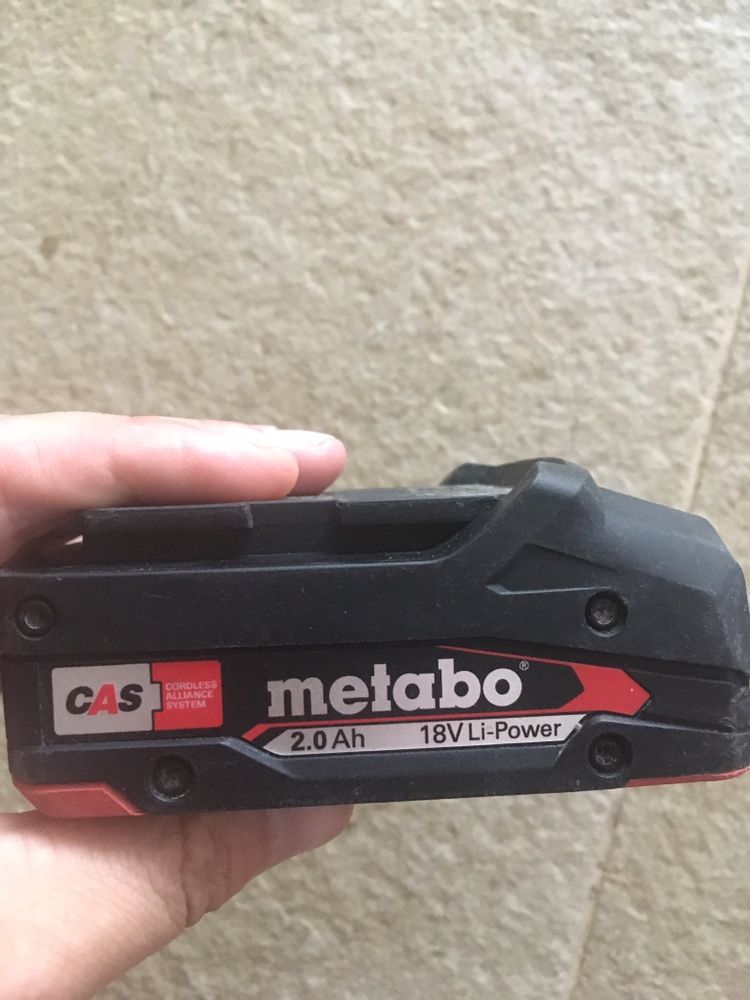 CAS
CORDLESS
ALLIANCE
SYSTEM
metabo®
2.0 Ah
18V Li-Power